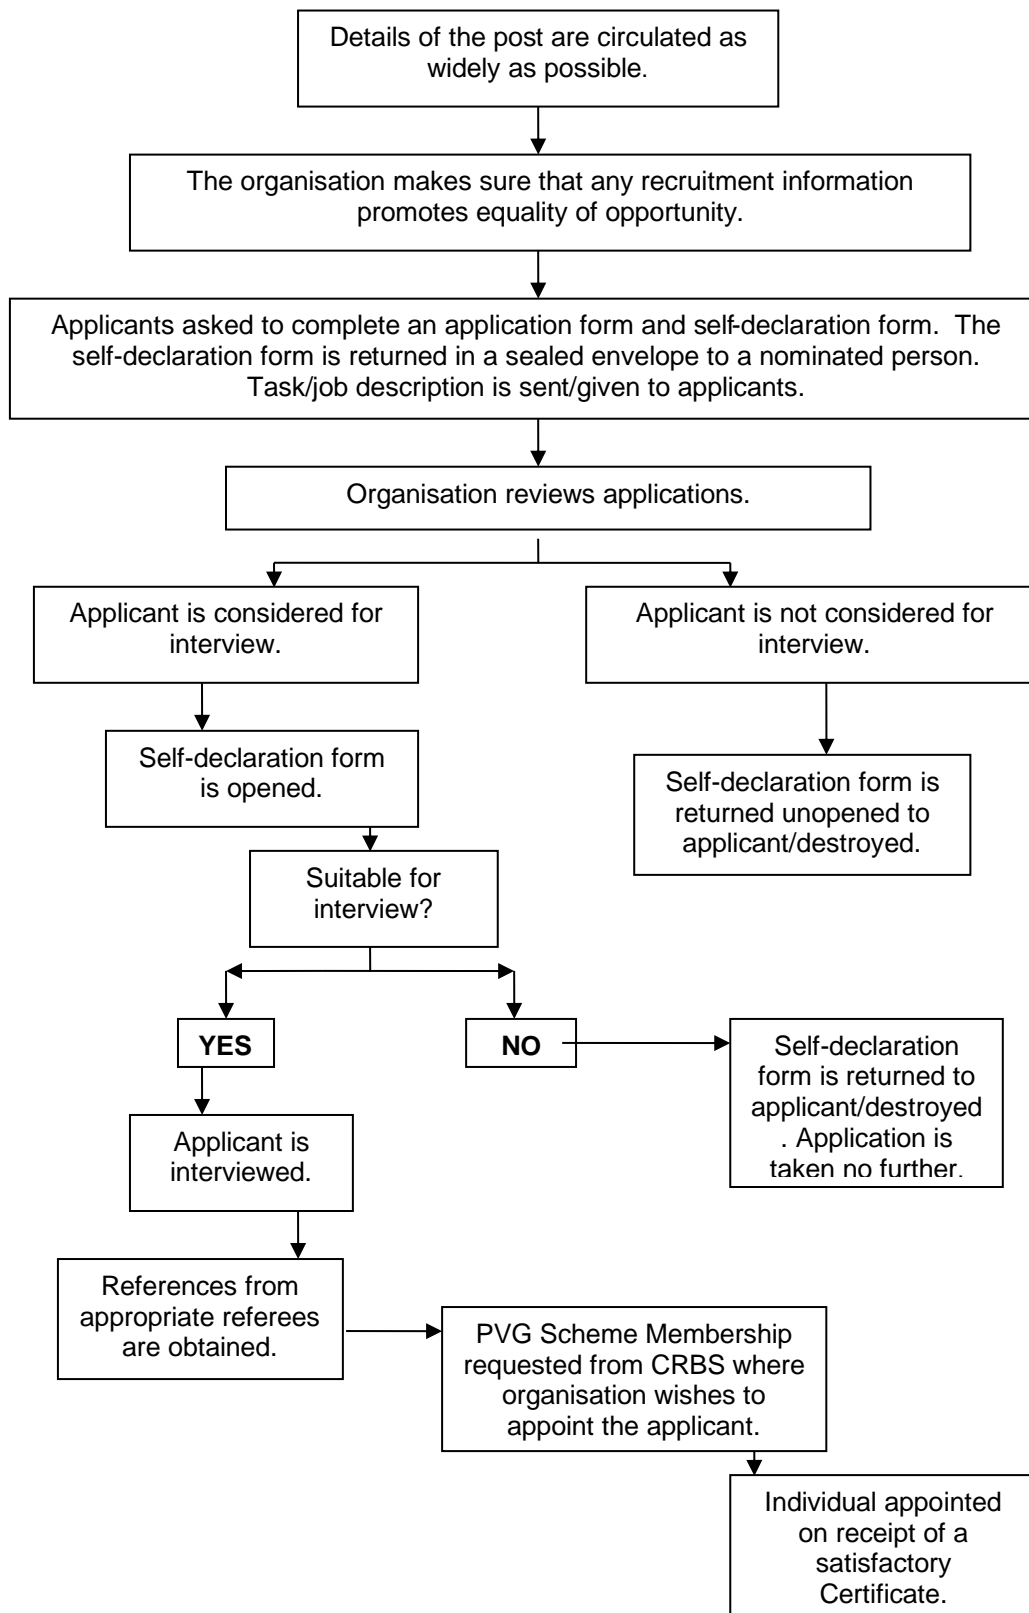 Details of the post are circulated as
widely as possible.
The organisation makes sure that any recruitment information
promotes equality of opportunity.
Applicants asked to complete an application form and self-declaration form.  The
self-declaration form is returned in a sealed envelope to a nominated person.
Task/job description is sent/given to applicants.
Organisation reviews applications.
Applicant is considered for
interview.
Applicant is not considered for
interview.
Self-declaration form
is opened.
Self-declaration form is
returned unopened to
applicant/destroyed.
Suitable for
interview?
YES
NO
Self-declaration
form is returned to
applicant/destroyed
. Application is
taken no further.
Applicant is
interviewed.
References from
appropriate referees
are obtained.
PVG Scheme Membership
requested from CRBS where
organisation wishes to
appoint the applicant.
Individual appointed
on receipt of a
satisfactory
Certificate.